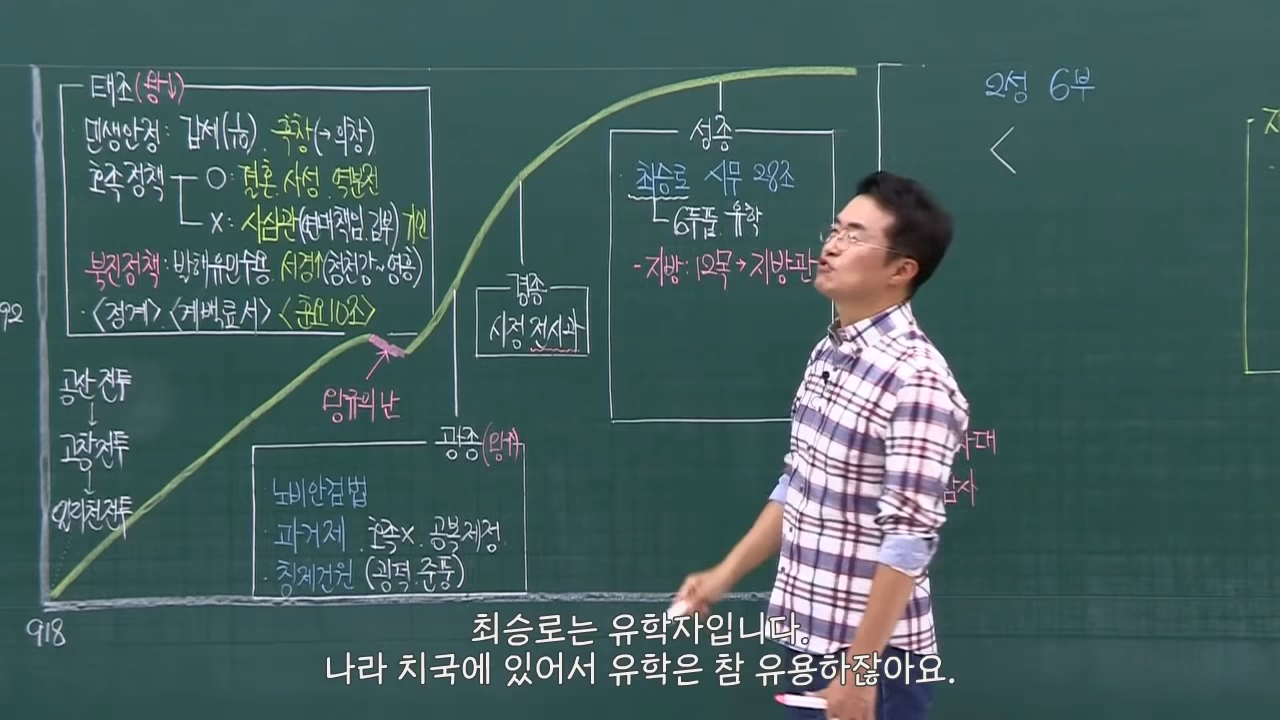 태조(왕↓)
민생안정: 감세(1/10). 흑창(→의창)
호족정책 ○: 결혼. 사성. 역분전
×: 사심관(연대책임. 김부) 기인
북진정책: 발해유민수용. 서경↑(청천강~영흥)
<정계>.<계백료서> <훈요10조>
92
공산 전투
↓
고창 전투
↓
일리천 전투
918
왕규의 난
광종(왕
노비안검법
· 과거제. 호족×. 공복제정
· 칭제건원 (광덕. 준풍)
경종
시정 전시과
성종
최승로 시무 28조
6두품. 유학
- 지방: 12목→지방관
2성 6부
<
최승로는 유학자입니다.
나라 치국에 있어서 유학은 참 유용하잖아요.